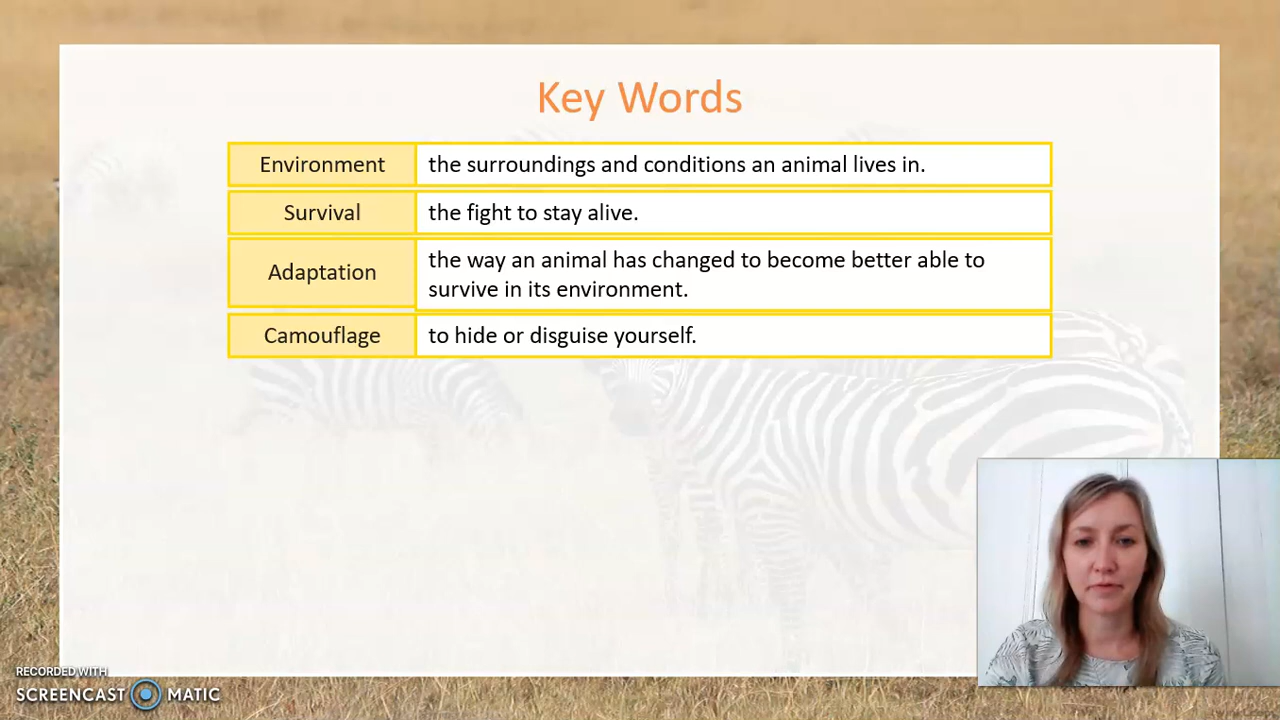 Key Words
Environment
the surroundings and conditions an animal lives in.
Survival
the fight to stay alive.
Adaptation
the way an animal has changed to become better able to
survive in its environment.
Camouflage
to hide or disguise yourself.
RECORDED WITH
SCREENCAST MATIC